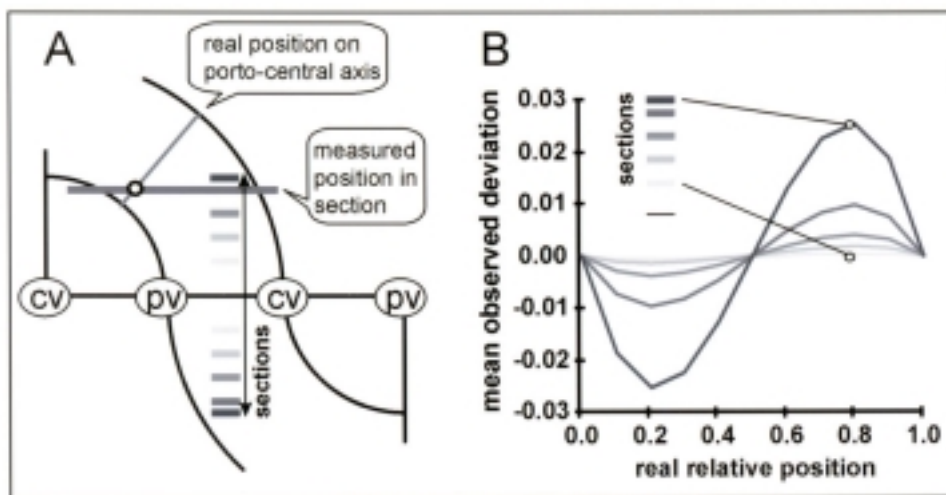 A
real position on
porto-central axis
measured
position in
section
cv
pv
cv
pv
sections
B
mean observed deviation
0.03
0.02
0.01
0.00
-0.01
-0.02
-0.03
sections
0.0 0.2 0.4 0.6 0.8 1.0
real relative position